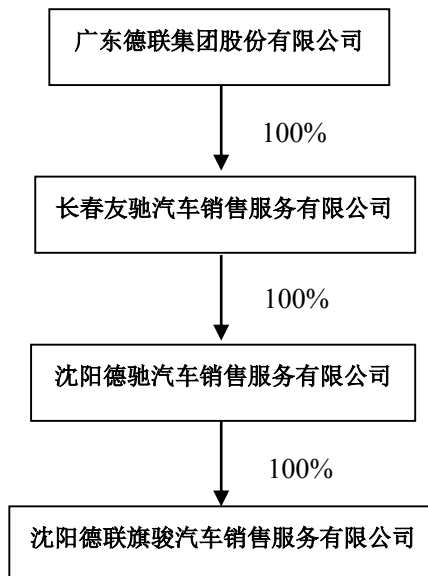 广东德联集团股份有限公司
100%
长春友驰汽车销售服务有限公司
100%
沈阳德驰汽车销售服务有限公司
100%
沈阳德联旗骏汽车销售服务有限公司